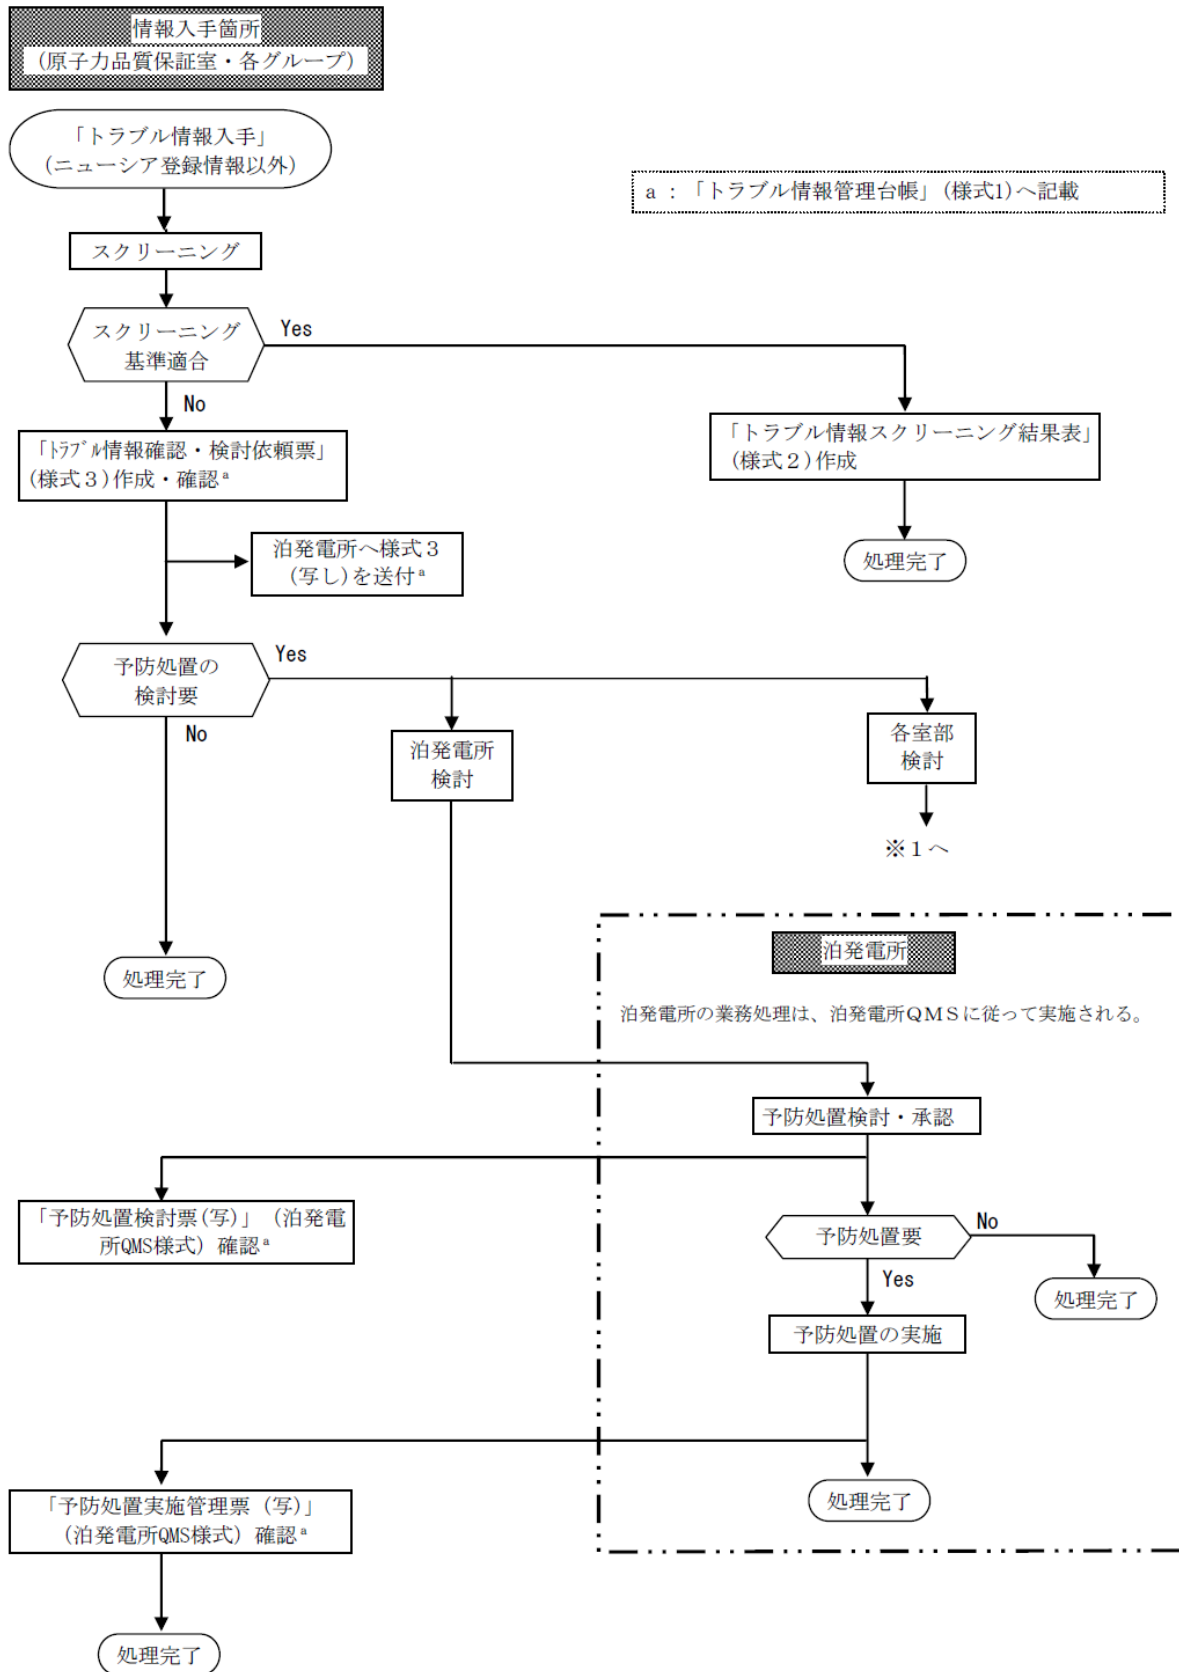 情報入手箇所
(原子力品質保証室・各グループ)
「トラブル情報入手」
(ニューシア登録情報以外)
a ： 「トラブル情報管理台帳」(様式1)へ記載
スクリーニング
スクリーニング
基準適合
Yes
No
「ﾄﾗﾌﾞﾙ情報確認・検討依頼票」
(様式３)作成・確認a
「トラブル情報スクリーニング結果表」
(様式２)作成
泊発電所へ様式３
(写し)を送付a
処理完了
予防処置の
検討要
Yes
No
泊発電所
検討
各室部
検討
※１へ
処理完了
泊発電所
泊発電所の業務処理は、泊発電所ＱＭＳに従って実施される。
予防処置検討・承認
「予防処置検討票(写)」（泊発電
所QMS様式）確認a
予防処置要
No
Yes
処理完了
予防処置の実施
「予防処置実施管理票（写)」
（泊発電所QMS様式）確認a
処理完了
処理完了